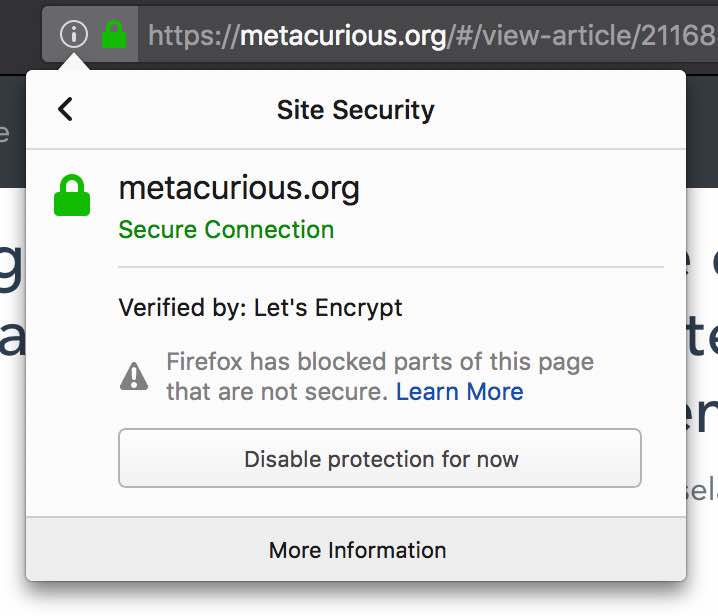 https://metacurious.org/#/view-article/21168
Site Security
metacurious.org
Secure Connection
Verified by: Let's Encrypt
Firefox has blocked parts of this page
that are not secure. Learn More
Disable protection for now
More Information